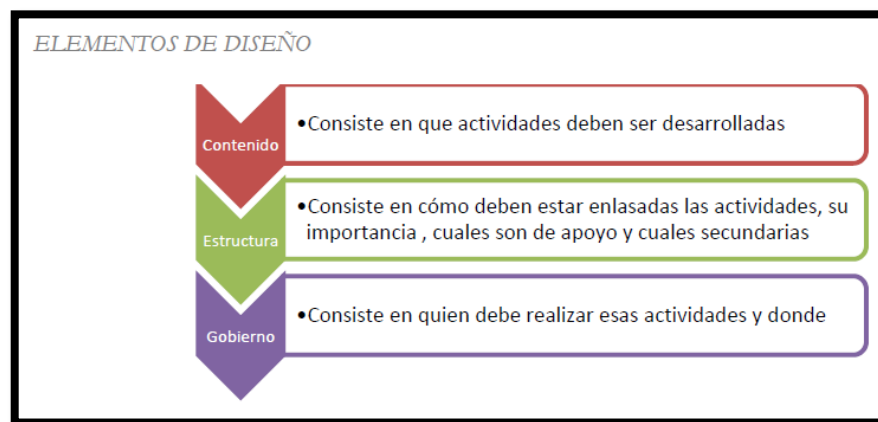 ELEMENTOS DE DISEÑO
Contenido
•Consiste en que actividades deben ser desarrolladas
Estructura
•Consiste en cómo deben estar enlasadas las actividades, su
importancia , cuales son de apoyo y cuales secundarias
Gobierno
•Consiste en quien debe realizar esas actividades y donde